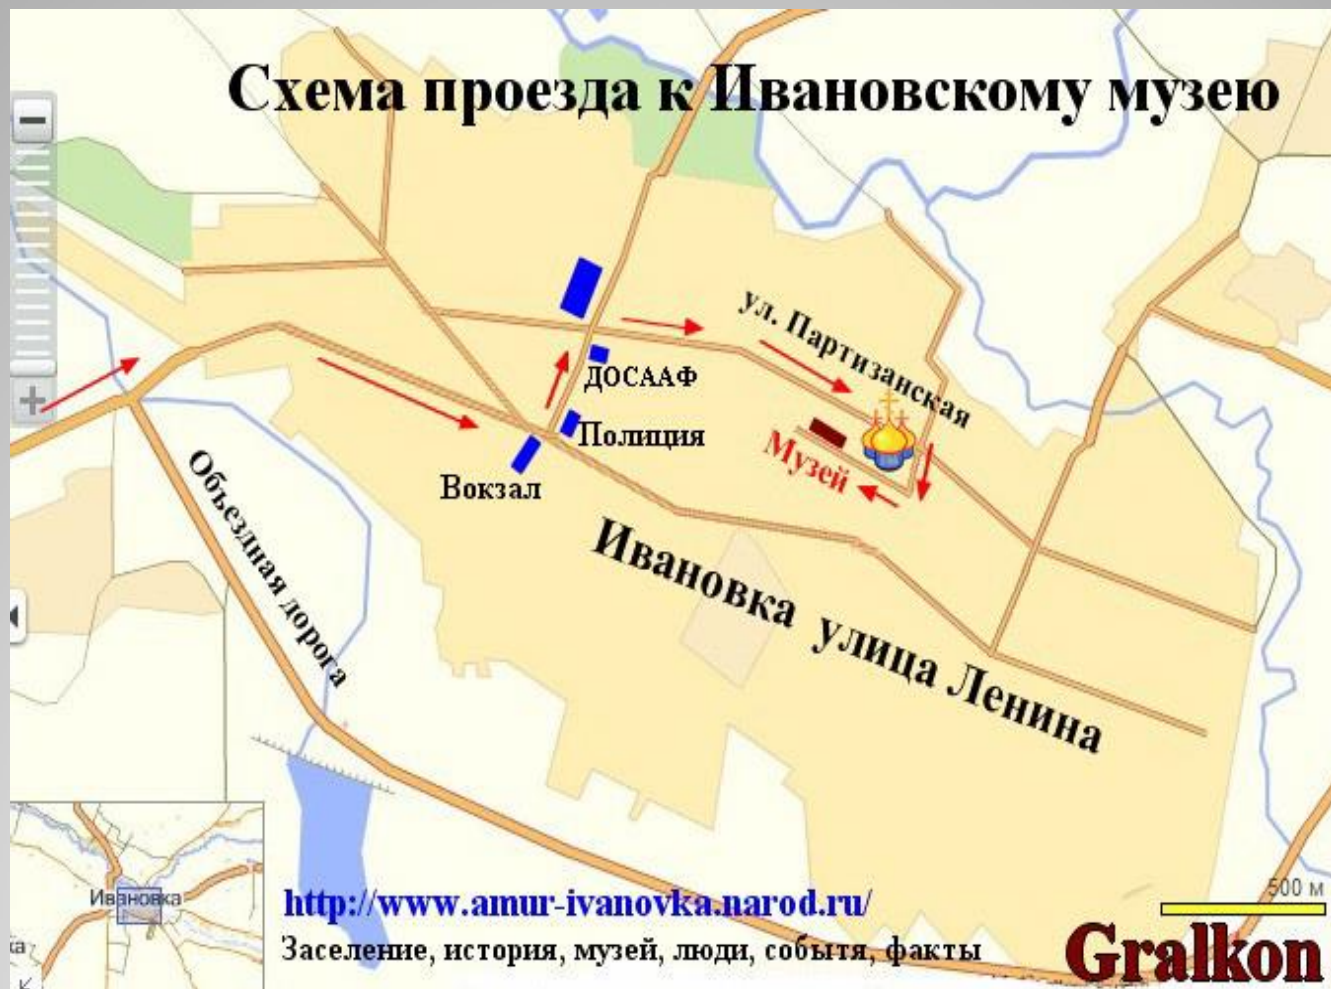 Схема проезда к Ивановскому музею
ул. Партизанская
ДОСААФ
Полиция
Музей
Вокзал
Объездная дорога
Ивановка улица Ленина
Ивановка
ка
500 м
http://www.amur-ivanovka.narod.ru/
Заселение, история, музей, люди, событя, факты
Gralkon